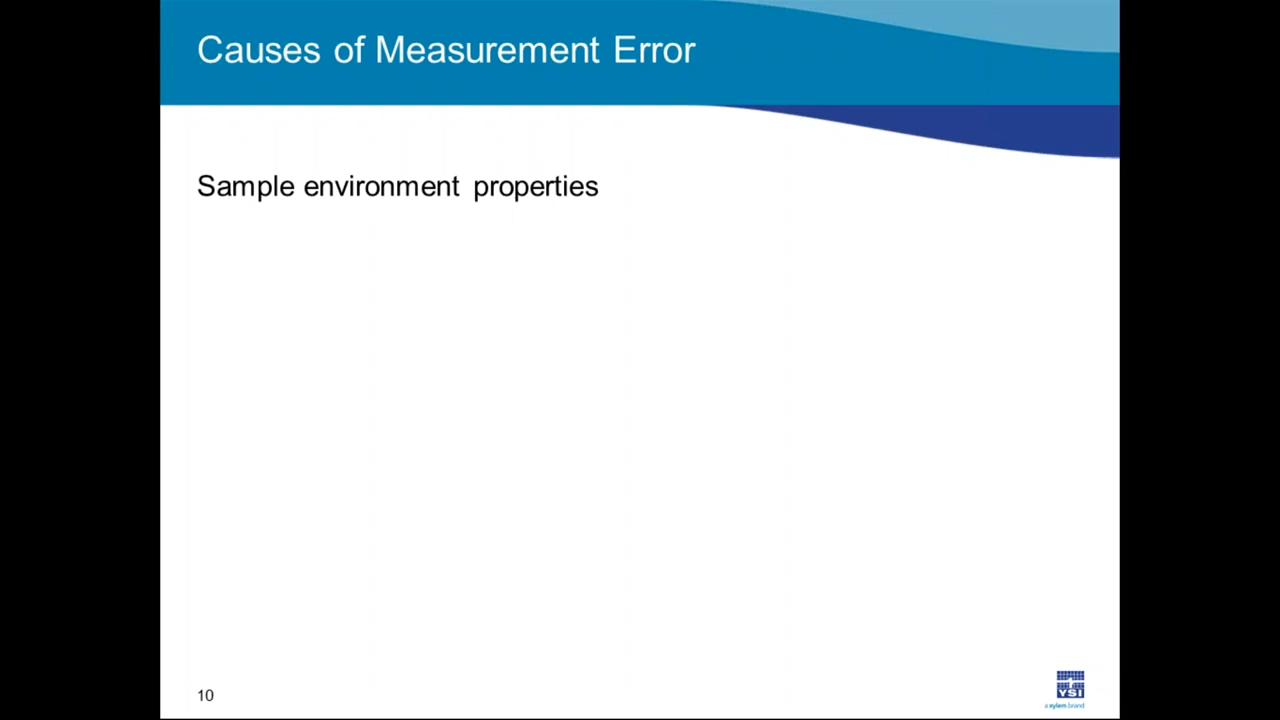 Causes of Measurement Error
Sample environment properties
10
YSI
a xylem brand